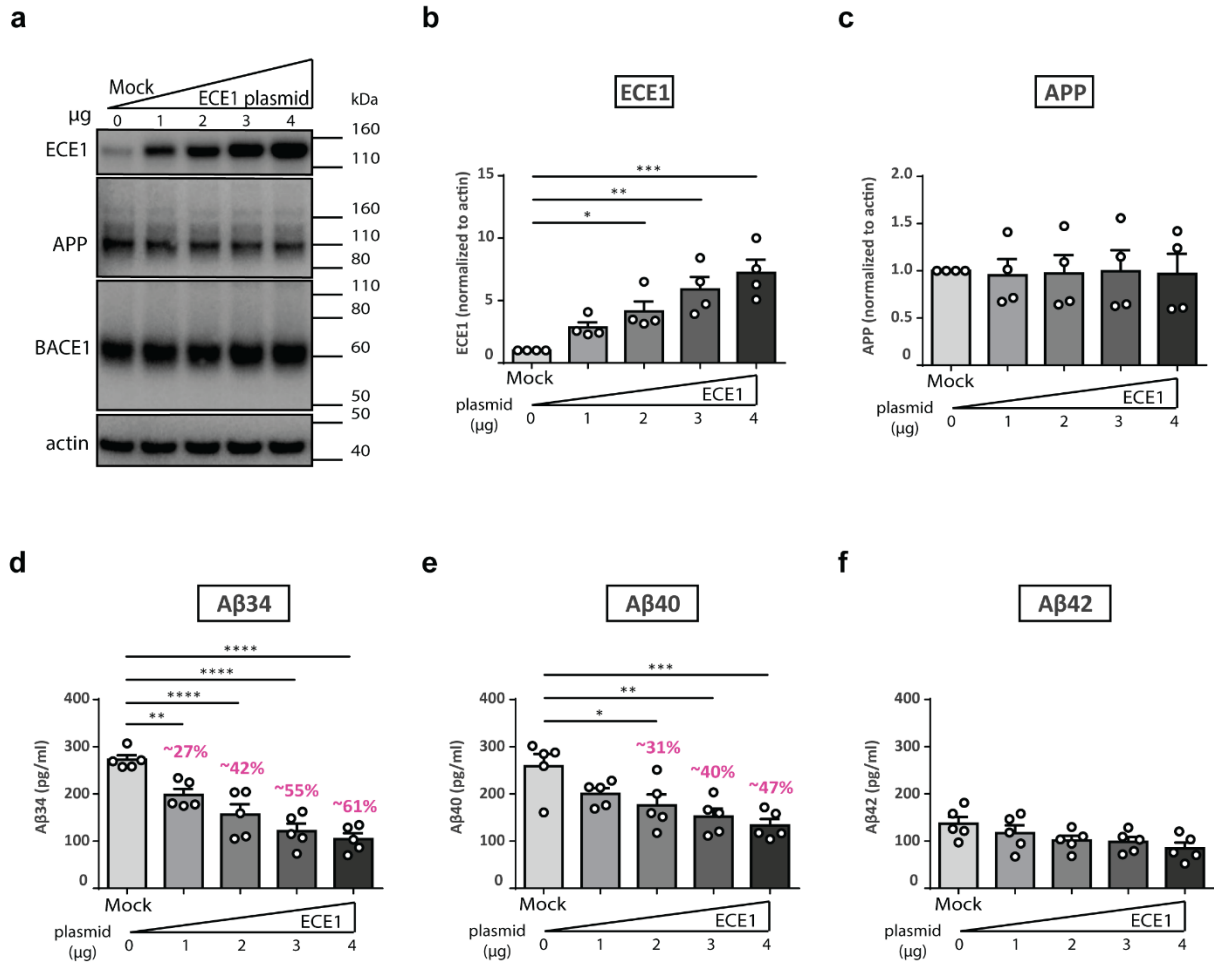 a
Mock
ECE1 plasmid
kDa
µg 0 1 2 3 4
160
ECE1
110
160
APP
110
80
110
80
BACE1
60
50
50
actin
40
b
ECE1
***
**
*
ECE1 (normalized to actin)
15
10
5
0
Mock
ECE1
plasmid
(µg)
0 1 2 3 4
c
APP
APP (normalized to actin)
2.0
1.5
1.0
0.5
0
Mock
ECE1
plasmid
(µg)
0 1 2 3 4
d
Aβ34
****
****
****
**
Aβ34 (pg/ml)
400
300
200
100
0
~27%
~42%
~55%
~61%
Mock
ECE1
plasmid
(µg)
0 1 2 3 4
e
Aβ40
***
**
*
Aβ40 (pg/ml)
400
300
200
100
0
~31%
~40%
~47%
Mock
ECE1
plasmid
(µg)
0 1 2 3 4
f
Aβ42
Aβ42 (pg/ml)
400
300
200
100
0
Mock
ECE1
plasmid
(µg)
0 1 2 3 4